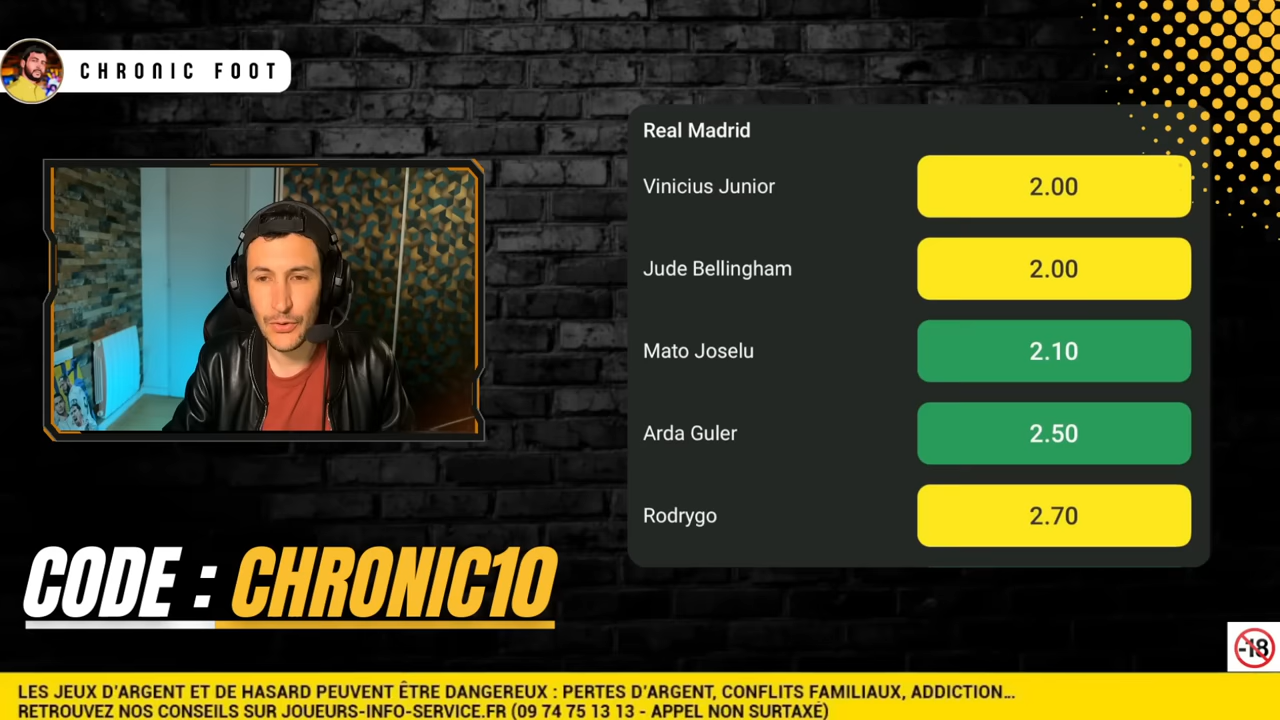 CHRONIC FOOT
Real Madrid
Vinicius Junior
2.00
Jude Bellingham
2.00
Mato Joselu
2.10
Arda Guler
2.50
Rodrygo
2.70
CODE : CHRONIC10
-18
LES JEUX D'ARGENT ET DE HASARD PEUVENT ÊTRE DANGEREUX : PERTES D'ARGENT, CONFLITS FAMILIAUX, ADDICTION...
RETROUVEZ NOS CONSEILS SUR JOUEURS-INFO-SERVICE.FR (09 74 75 13 13 - APPEL NON SURTAXÉ)